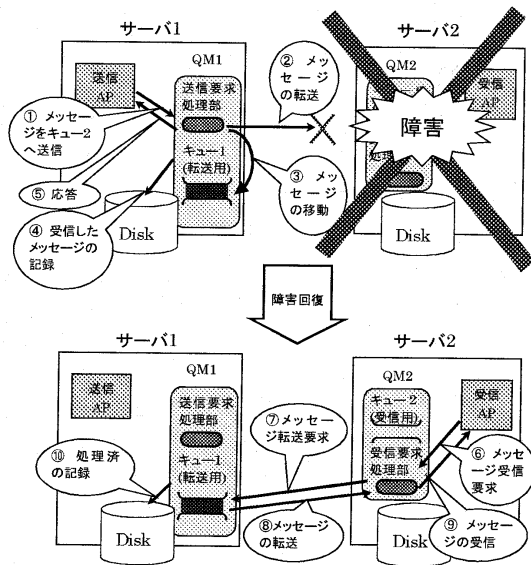 サーバ1
サーバ2
QM1
送信
AP
送信要求
処理部
② メッ
セージ
の転送
QM2
受信
AP
障害
処理
① メッセー
ジをキュー2
へ送信
キュー1
(転送用)
③ メッ
セージ
の移動
⑤ 応答
④ 受信した
メッセージの
記録
Disk
Disk
障害回復
サーバ1
サーバ2
QM1
送信
AP
送信要求
処理部
キュー1
(転送用)
⑦メッセー
ジ転送要求
QM2
キュー2
(受信用)
受信要求
処理部
受信
AP
⑥ メッセ
ージ受信
要求
⑩ 処理済
の記録
⑧メッセージ
の転送
⑨ メッセー
ジの受信
Disk
Disk